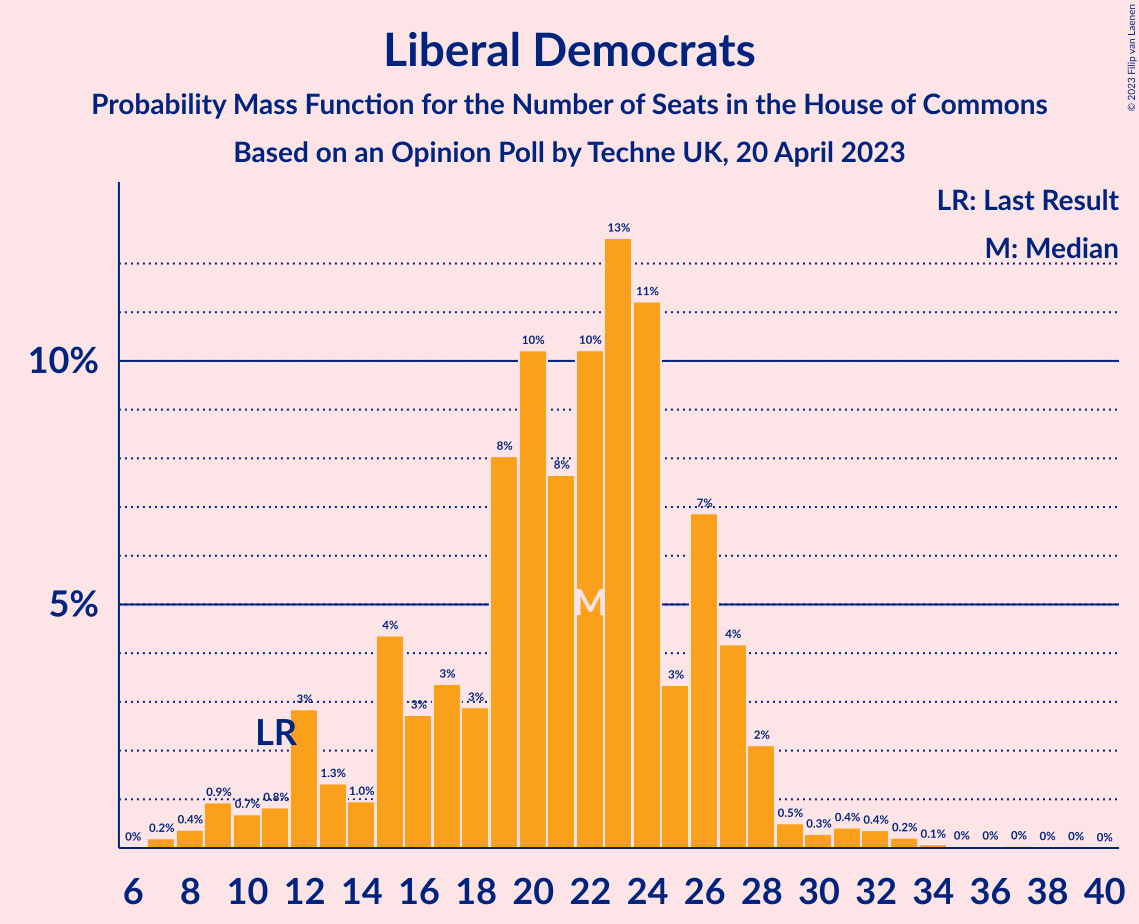 © 2023 Filip van Laenen
Liberal Democrats
Probability Mass Function for the Number of Seats in the House of Commons
Based on an Opinion Poll by Techne UK, 20 April 2023
LR: Last Result
M: Median
10%
5%
0% 0.2% 0.4% 0.9% 0.7% 0.8% 3% 1.3% 1.0% 4% 3% 3% 3% 8% 10% 8% 10% 13% 11% 3% 7% 4% 2% 0.5% 0.3% 0.4% 0.4% 0.2% 0.1% 0% 0% 0% 0% 0% 0%
LR
M
6 8 10 12 14 16 18 20 22 24 26 28 30 32 34 36 38 40